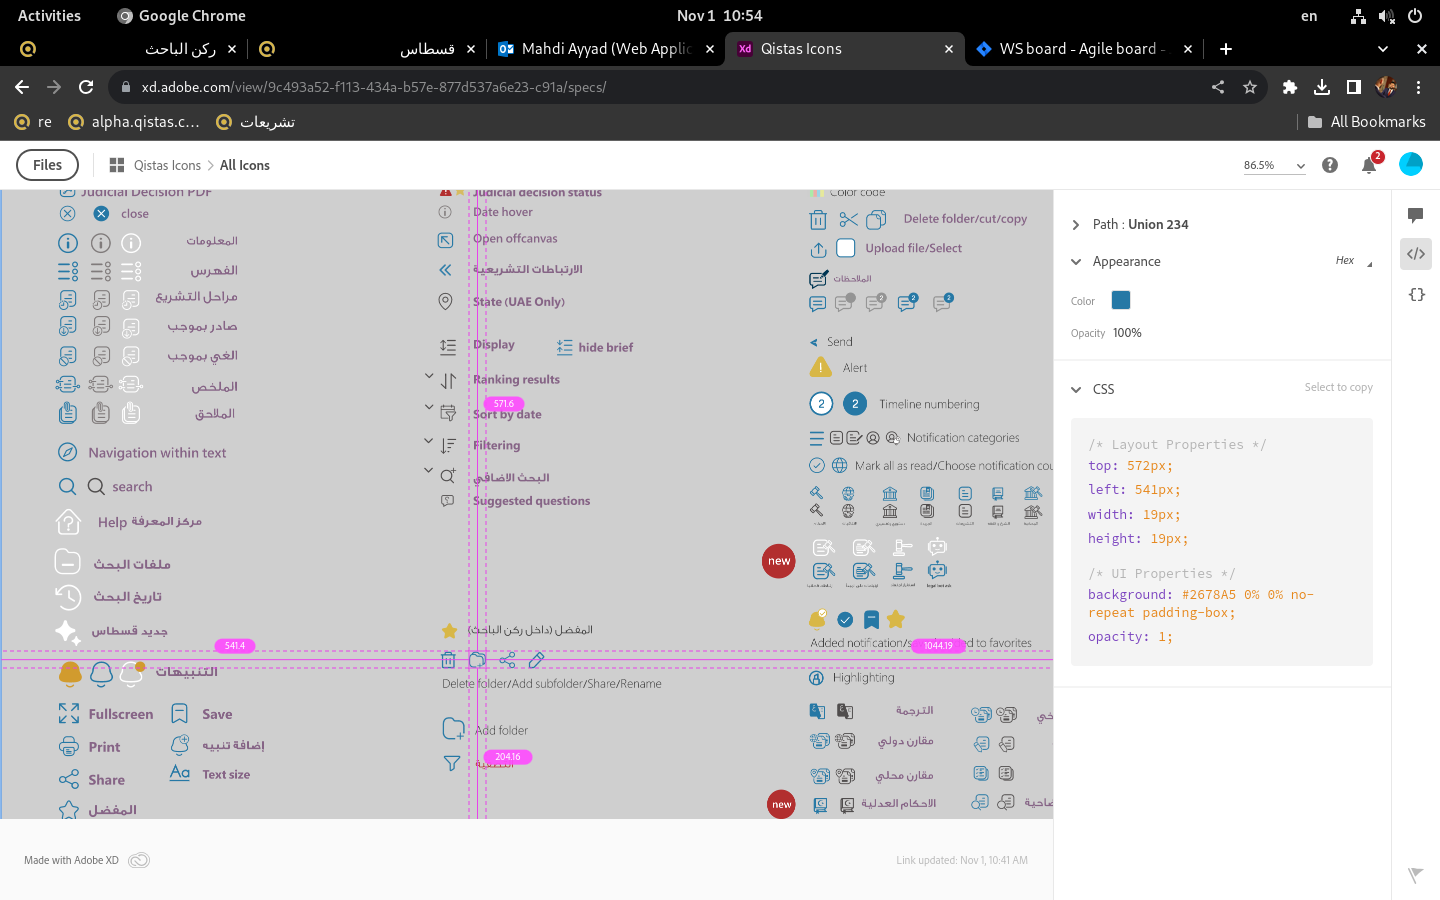 Activities
Google Chrome
Nov 1 10:54
en
ركن الباحث
قسطاس
Mahdi Ayyad (Web Applic
Qistas Icons
WS board - Agile board -
xd.adobe.com/view/9c493a52-f113-434a-b57e-877d537a6e23-c91a/specs/
re
alpha.qistas.c...
تشريعات
All Bookmarks
Files
Qistas Icons
All Icons
86.5%
2
Judicial Decision PDF
close
المعلومات
الفهرس
مراحل التشريع
صادر بموجب
الغي بموجب
الملخص
الملاحق
Navigation within text
search
Help مركز المعرفة
ملفات البحث
تاريخ البحث
جديد قسطاس
541.4
التنبيهات
Fullscreen
Save
Print
إضافة تنبيه
Share
Text size
المفضل
Judicial decision status
Date hover
Open offcanvas
الارتباطات التشريعية
State (UAE Only)
Display
hide brief
Ranking results
571.6
Sort by date
Filtering
البحث الاضافي
Suggested questions
المفضل (داخل ركن الباحث)
Delete folder/Add subfolder/Share/Rename
Add folder
204.16
Color code
Delete folder/cut/copy
Upload file/Select
الملاحظات
2
2
2
Send
Alert
2
2
Timeline numbering
Notification categories
Mark all as read/Choose notification cou
new
Added notification/s
to favorites
1044.19
Highlighting
الترجمة
مقارن دولي
مقارن محلي
new
الاحكام العدلية
Path : Union 234
Appearance
Hex
Color
Opacity 100%
CSS
Select to copy
/* Layout Properties */
top: 572px;
left: 541px;
width: 19px;
height: 19px;
/* UI Properties */
background: #2678A5 0% 0% no-
repeat padding-box;
opacity: 1;
Made with Adobe XD
Link updated: Nov 1, 10:41 AM